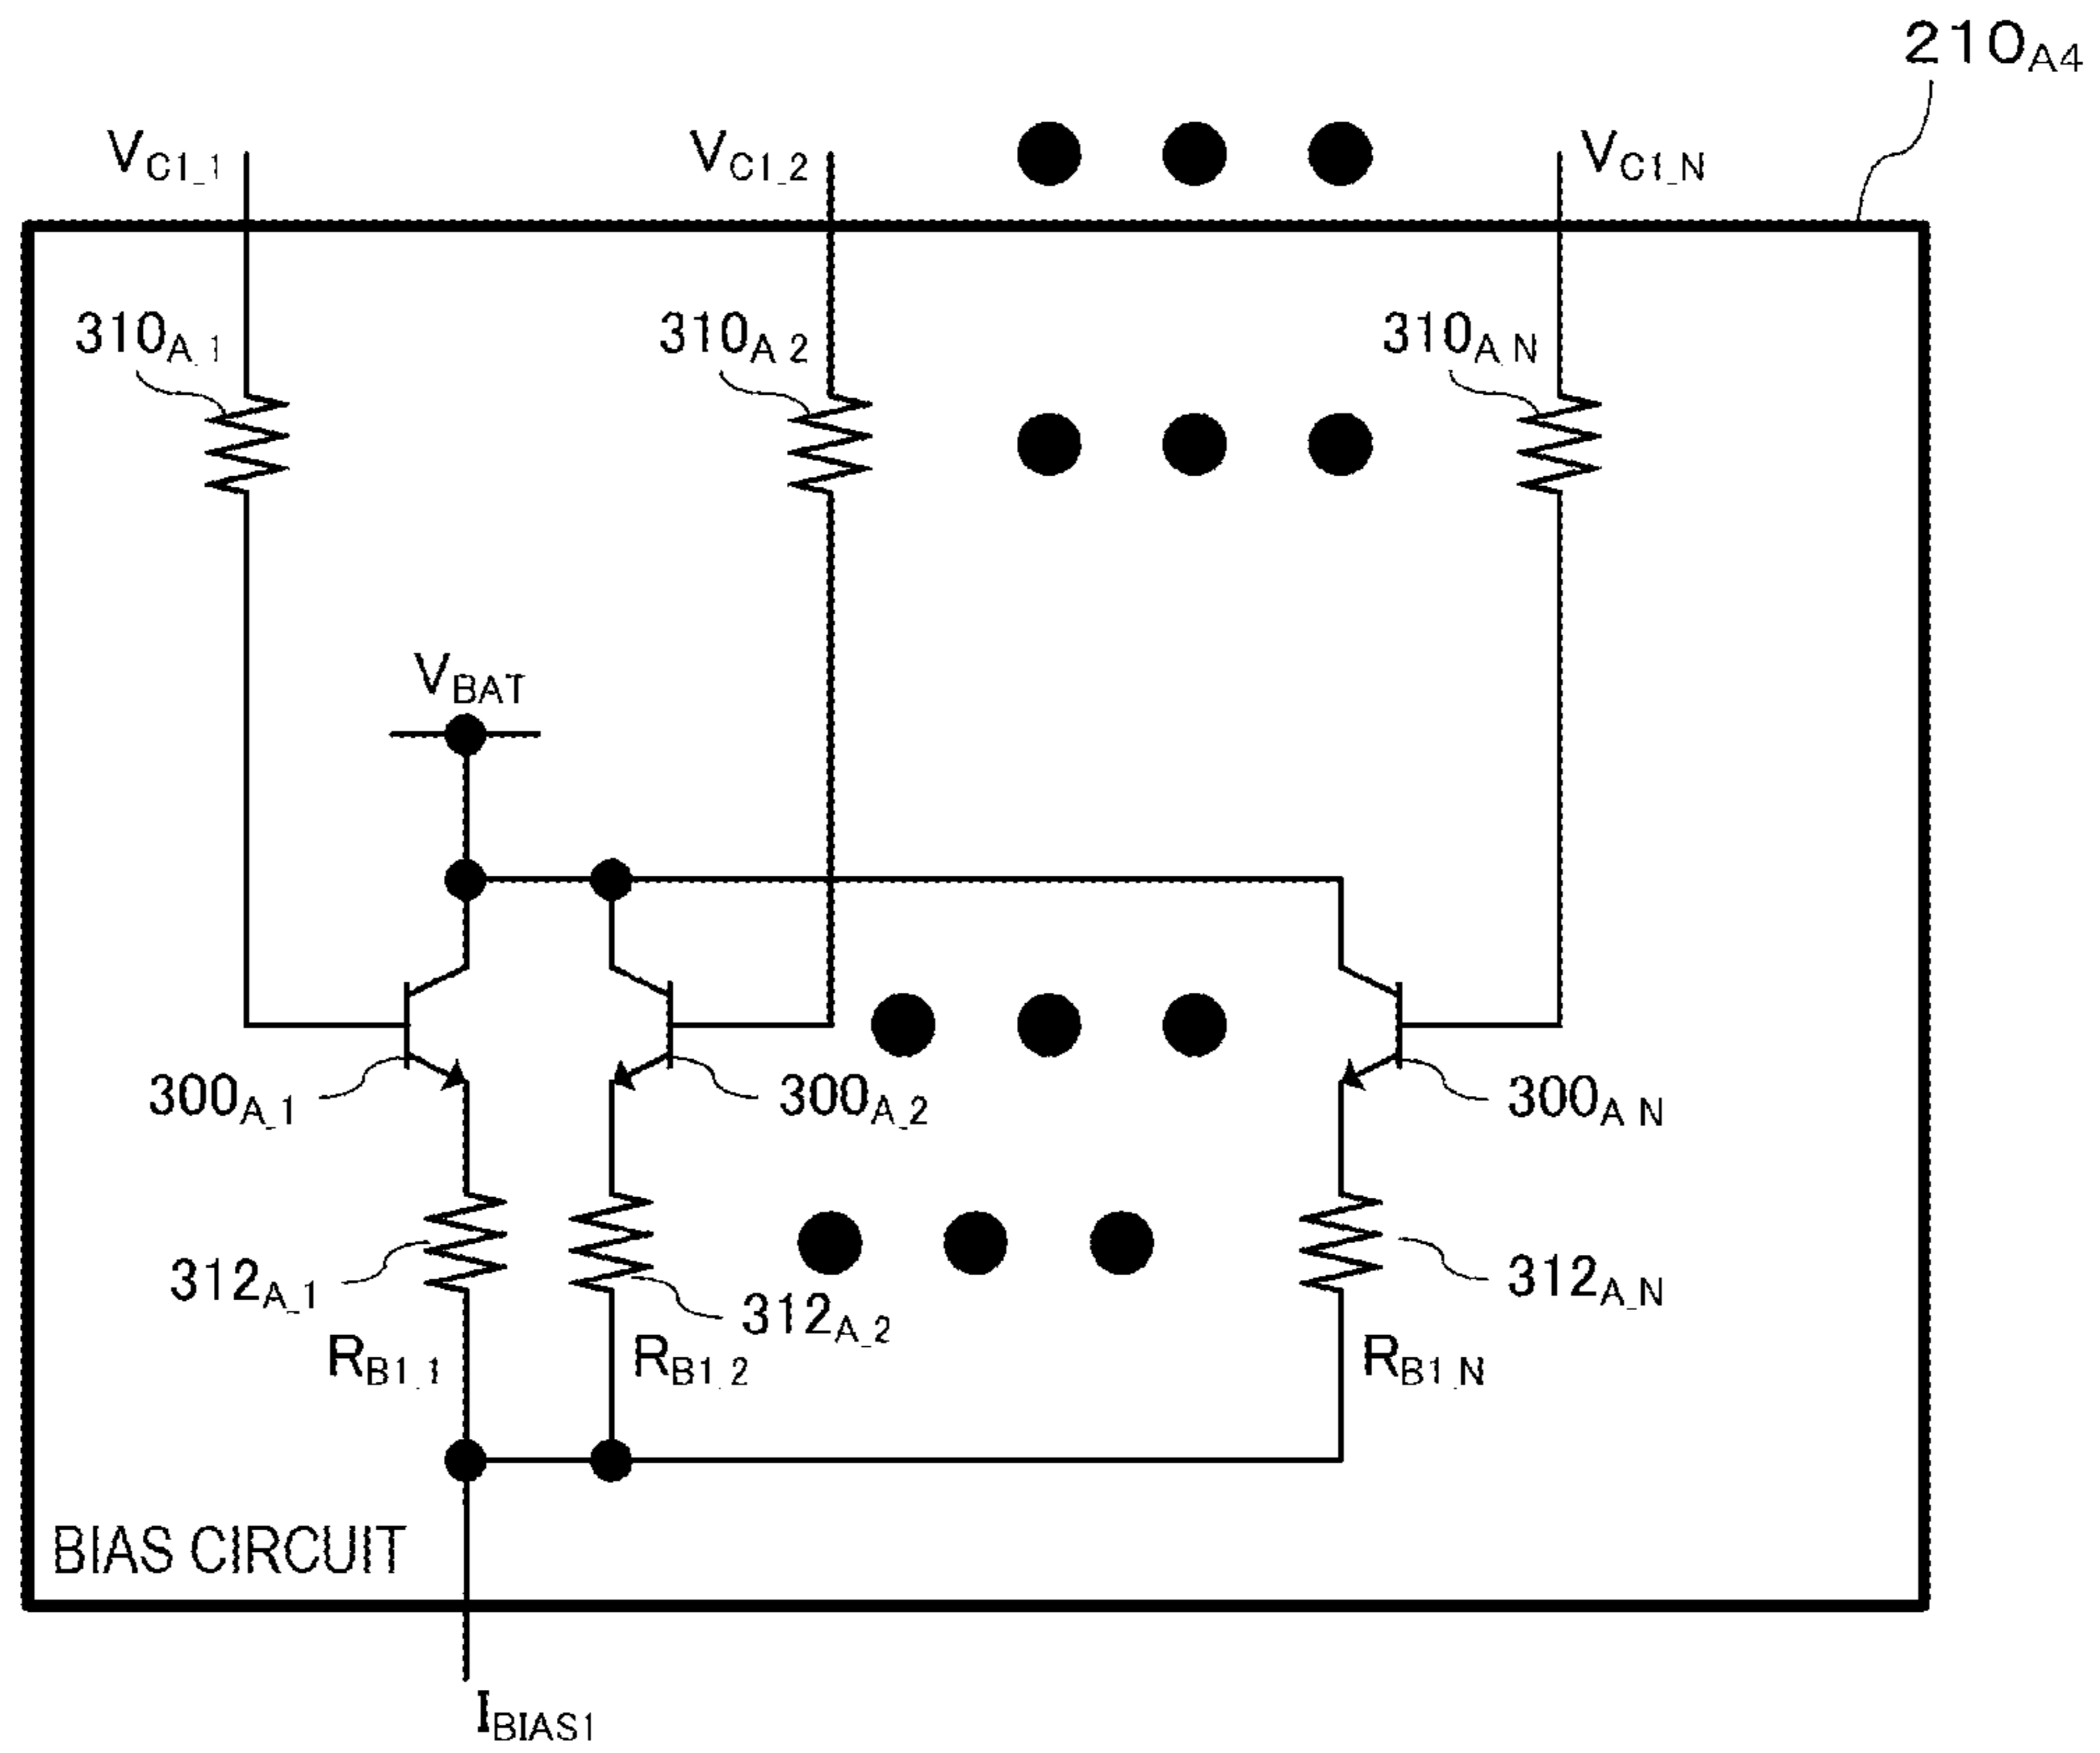 210A4
VC1_1
VC1_2
VC1_N
310A_1
310A_2
310A_N
VBAT
300A_1
300A_2
300A_N
312A_1
312A_2
312A_N
RB1_1
RB1_2
RB1_N
BIAS CIRCUIT
IBIAS1